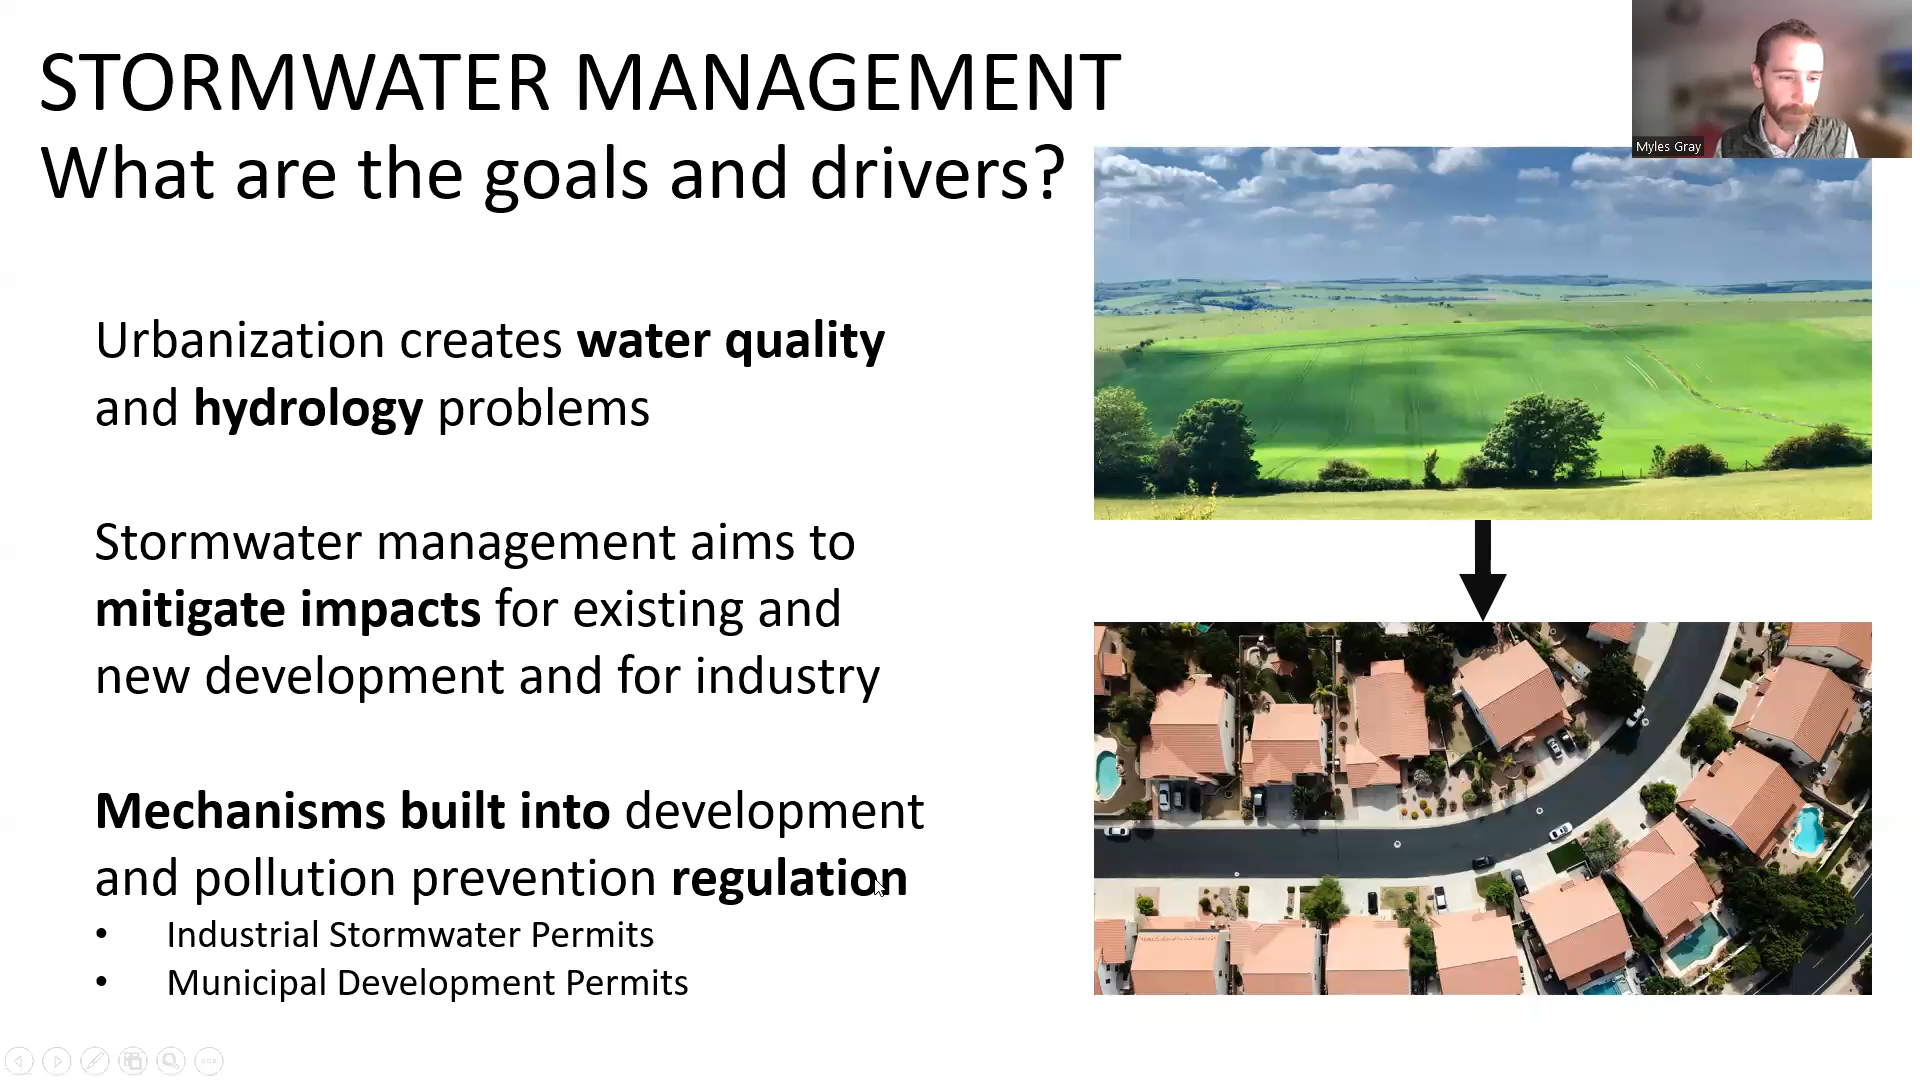 STORMWATER MANAGEMENT
What are the goals and drivers?
Myles Gray
Urbanization creates water quality
and hydrology problems
Stormwater management aims to
mitigate impacts for existing and
new development and for industry
Mechanisms built into development
and pollution prevention regulation
• Industrial Stormwater Permits
• Municipal Development Permits